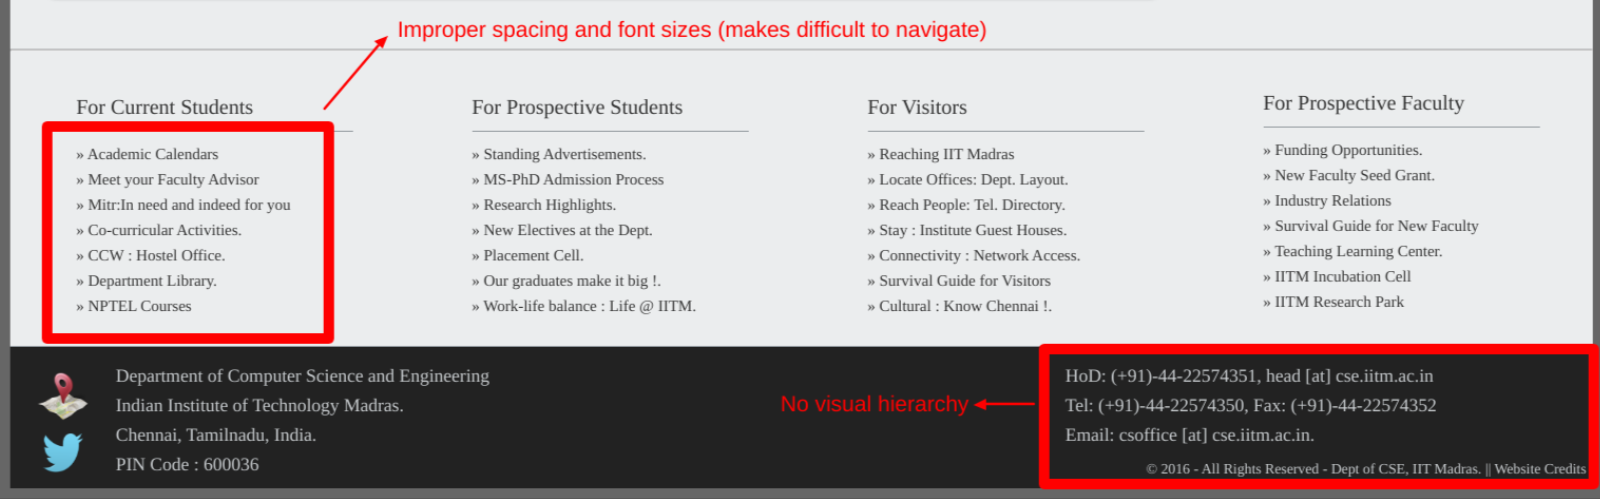 Improper spacing and font sizes (makes difficult to navigate)
For Current Students
» Academic Calendars
» Meet your Faculty Advisor
» Mitr:In need and indeed for you
» Co-curricular Activities.
» CCW : Hostel Office.
» Department Library.
» NPTEL Courses
For Prospective Students
» Standing Advertisements.
» MS-PhD Admission Process
» Research Highlights.
» New Electives at the Dept.
» Placement Cell.
» Our graduates make it big !.
» Work-life balance : Life @ IITM.
For Visitors
» Reaching IIT Madras
» Locate Offices: Dept. Layout.
» Reach People: Tel. Directory.
» Stay : Institute Guest Houses.
» Connectivity : Network Access.
» Survival Guide for Visitors
» Cultural : Know Chennai !.
For Prospective Faculty
» Funding Opportunities.
» New Faculty Seed Grant.
» Industry Relations
» Survival Guide for New Faculty
» Teaching Learning Center.
» IITM Incubation Cell
» IITM Research Park
Department of Computer Science and Engineering
Indian Institute of Technology Madras.
Chennai, Tamilnadu, India.
PIN Code : 600036
No visual hierarchy
HoD: (+91)-44-22574351, head [at] cse.iitm.ac.in
Tel: (+91)-44-22574350, Fax: (+91)-44-22574352
Email: csoffice [at] cse.iitm.ac.in.
© 2016 - All Rights Reserved - Dept of CSE, IIT Madras. || Website Credits